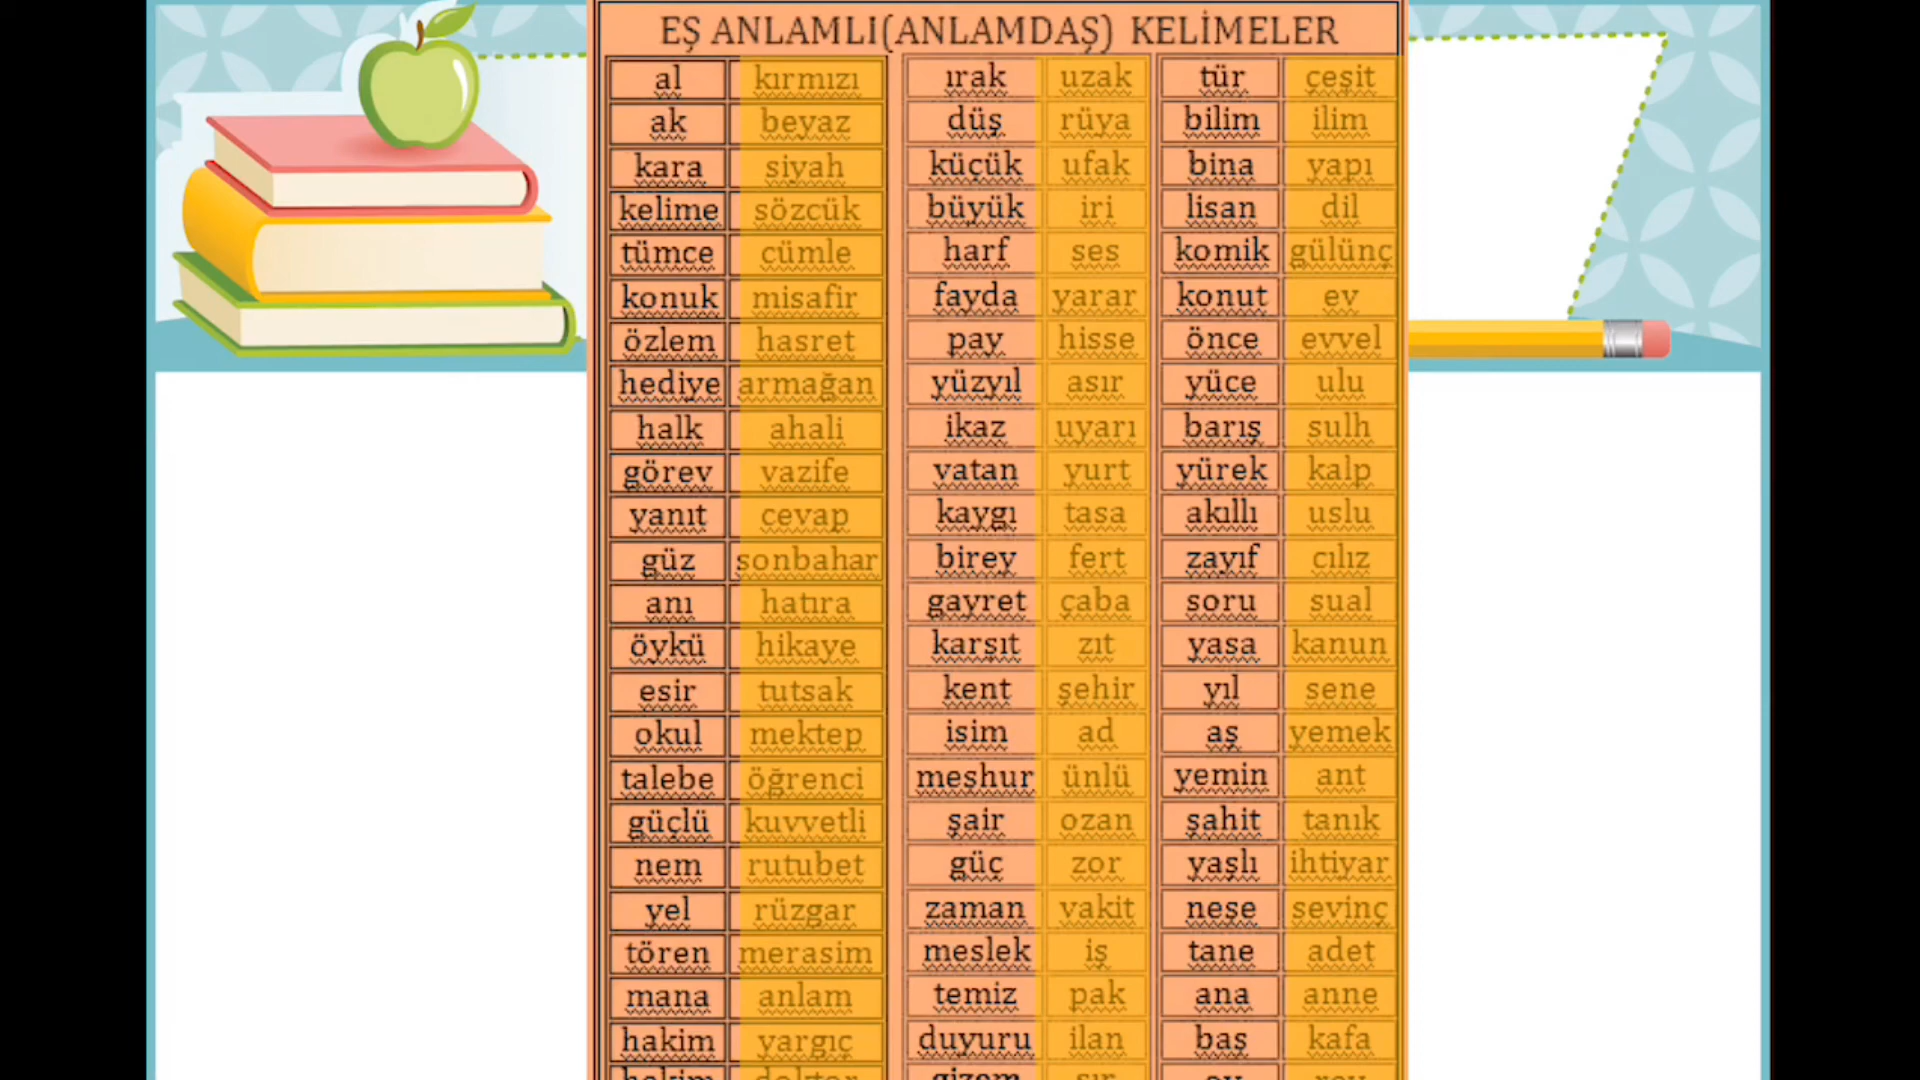 EŞ ANLAMLI(ANLAMDAŞ) KELİMELER
al kırmızı ırak uzak tür çeşit
ak beyaz düş rüya bilim ilim
kara siyah küçük ufak bina yapı
kelime sözcük büyük iri lisan dil
tümce cümle harf ses komik gülünç
konuk misafir fayda yarar konut ev
özlem hasret pay hisse önce evvel
hediye armağan yüzyıl asır yüce ulu
halk ahali ikaz uyarı barış sulh
görev vazife vatan yurt yürek kalp
yanıt cevap kaygı tasa akıllı uslu
güz sonbahar birey fert zayıf cılız
anı hatıra gayret çaba soru sual
öykü hikaye karşıt zıt yasa kanun
esir tutsak kent şehir yıl sene
okul mektep isim ad aş yemek
talebe öğrenci meşhur ünlü yemin ant
güçlü kuvvetli şair ozan şahit tanık
nem rutubet güç zor yaşlı ihtiyar
yel rüzgar zaman vakit neşe sevinç
tören merasim meslek iş tane adet
mana anlam temiz pak ana anne
hakim yargıç duyuru ilan baş kafa
hekim doktor gizem sır oy rey